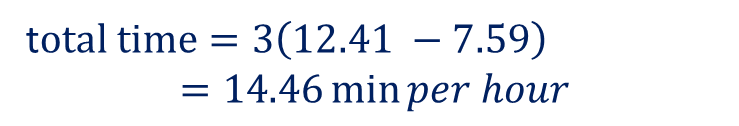 total time = 3(12.41 − 7.59)
= 14.46 min per hour